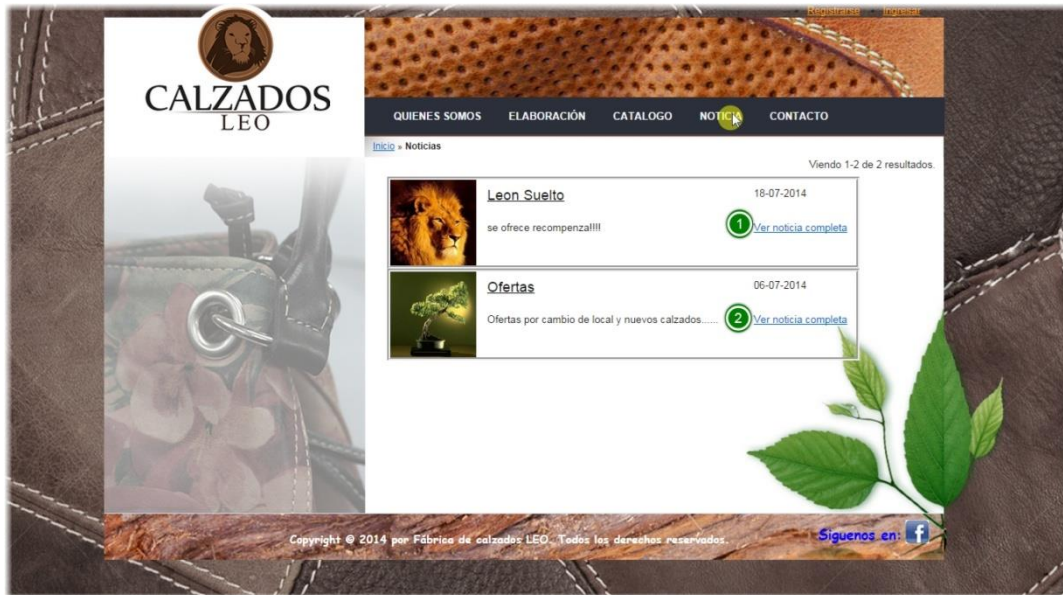 Registrarse Ingresar
CALZADOS
LEO
QUIENES SOMOS ELABORACIÓN CATALOGO NOTICIA CONTACTO
Inicio » Noticias
Viendo 1-2 de 2 resultados.
Leon Suelto 18-07-2014
se ofrece recompenza!!!! 1 Ver noticia completa
Ofertas 06-07-2014
Ofertas por cambio de local y nuevos calzados...... 2 Ver noticia completa
Copyright © 2014 por Fábrica de calzados LEO. Todos los derechos reservados.
Siguenos en: f